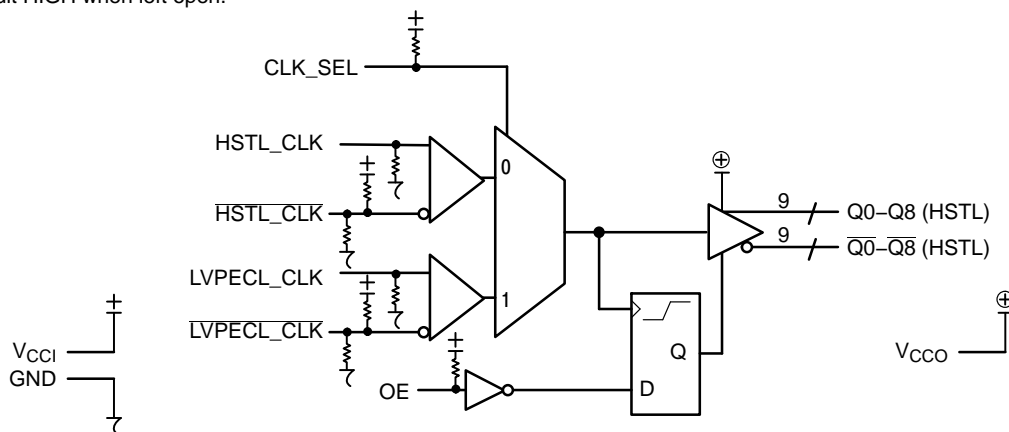 ult HIGH when left open.
CLK_SEL
HSTL_CLK
0
HSTL_CLK
9
Q0–Q8 (HSTL)
9
Q0–Q8 (HSTL)
LVPECL_CLK
1
LVPECL_CLK
Q
VCCI
VCCO
GND
OE
D